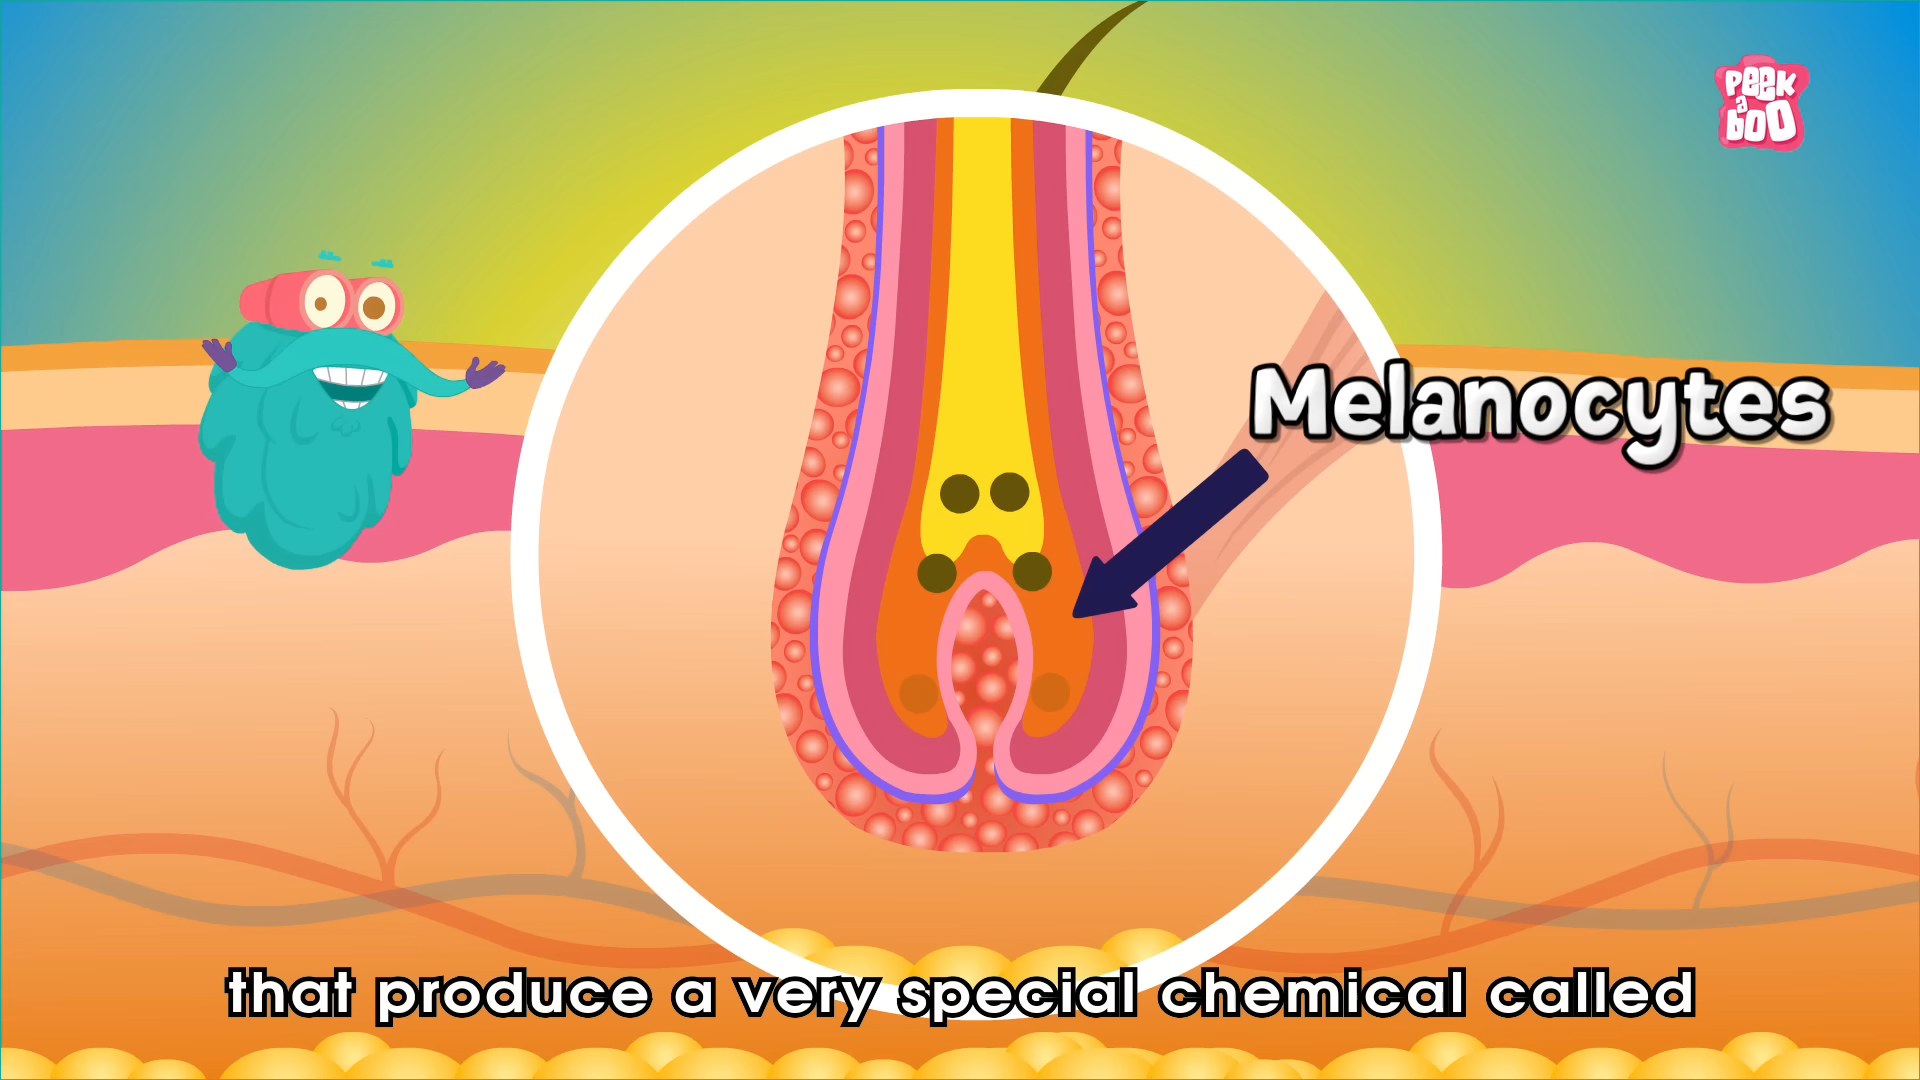 Peek
a
boo
Melanocytes
that produce a very special chemical called